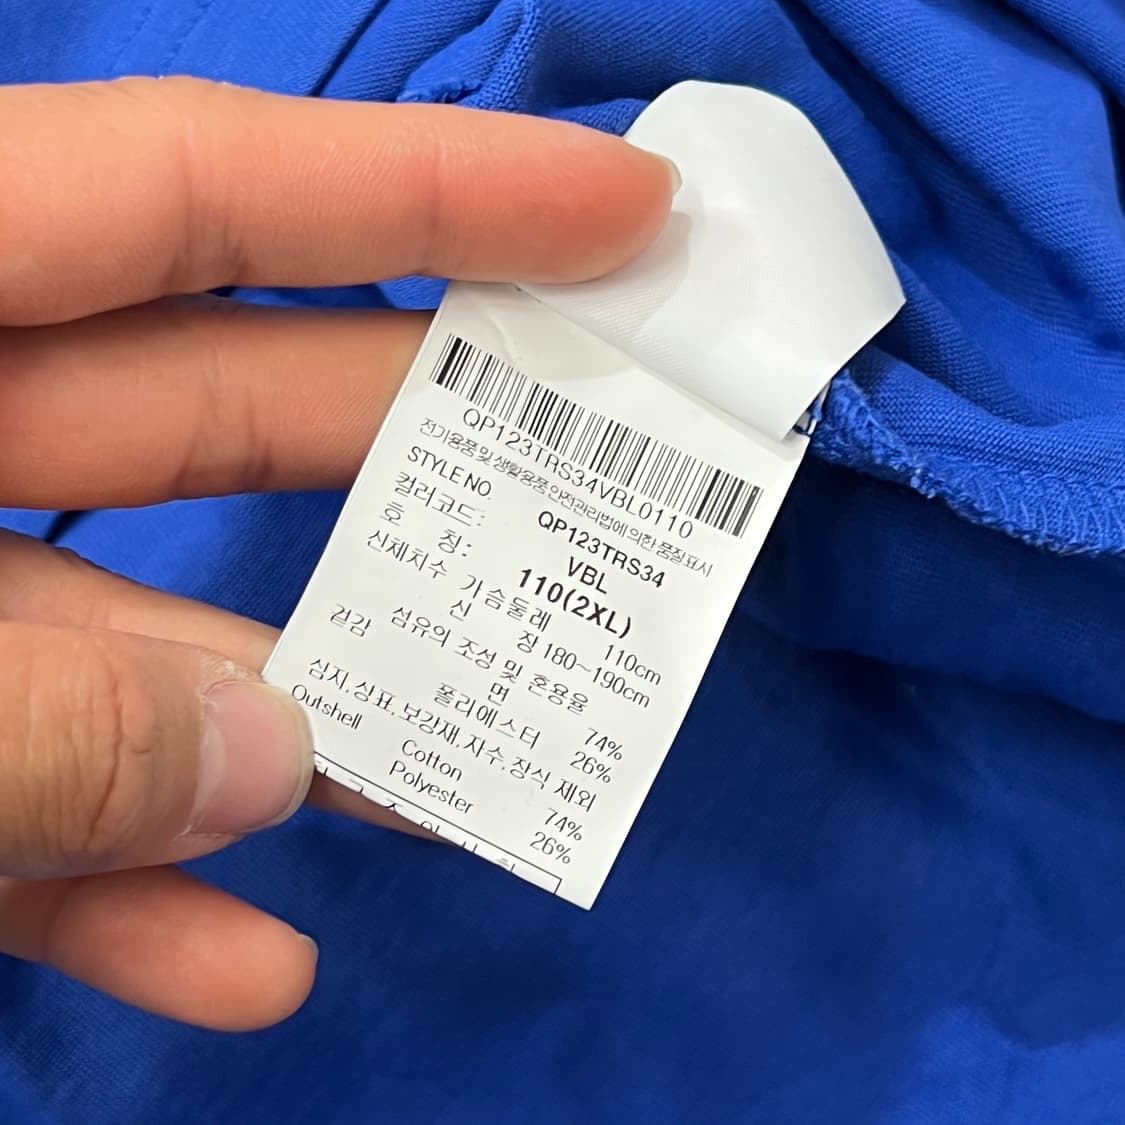 QP123TRS34VBL0110
전기용품및생활용품안전관리법에의한 품질표시
STYLE NO. QP123TRS34
컬러코드: VBL
호 칭: 110(2XL)
신체치수 가슴둘레 110cm
신 장 180~190cm
섬유의 조성 및 혼용율
겉감 면 74%
폴리에스터 26%
심지,상표,보강재,자수,장식 제외
Outshell Cotton 74%
Polyester 26%